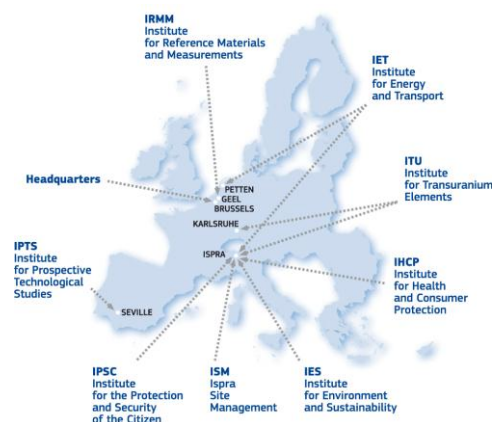 IRMM
Institute
for Reference Materials
and Measurements
IET
Institute
for Energy
and Transport
ITU
Institute
for Transuranium
Elements
Headquarters
PETTEN
GEEL
BRUSSELS
KARLSRUHE
ISPRA
IPTS
Institute
for Prospective
Technological
Studies
SEVILLE
IHCP
Institute
for Health
and Consumer
Protection
IPSC
Institute
for the Protection
and Security
of the Citizen
ISM
Ispra
Site
Management
IES
Institute
for Environment
and Sustainability